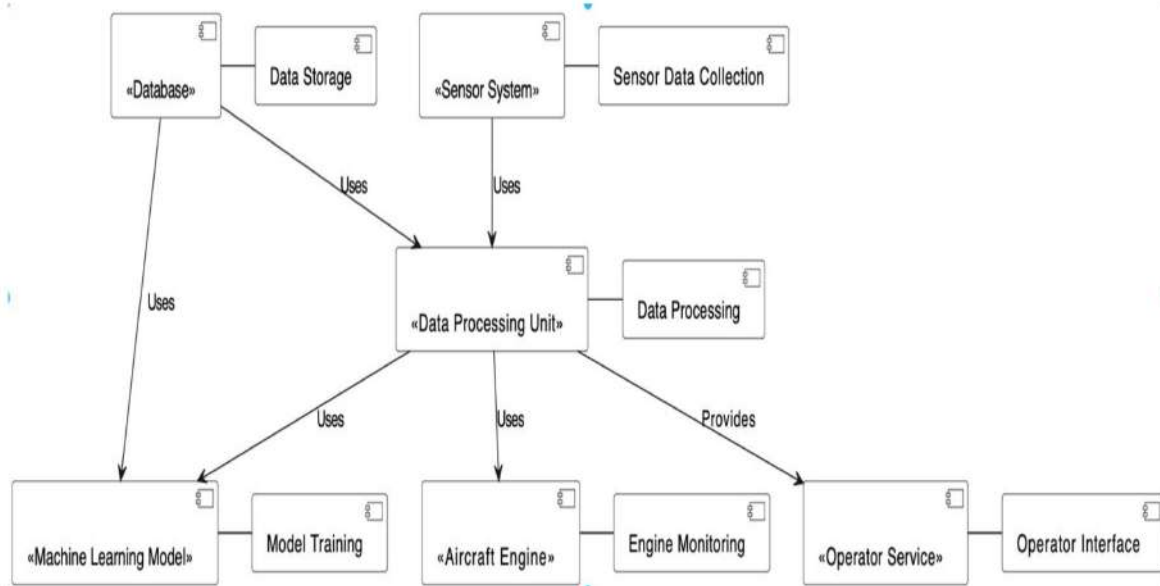 «Database»
Data Storage
«Sensor System»
Sensor Data Collection
Uses
Uses
«Data Processing Unit»
Data Processing
Uses
Uses
Uses
Provides
«Machine Learning Model»
Model Training
«Aircraft Engine»
Engine Monitoring
«Operator Service»
Operator Interface